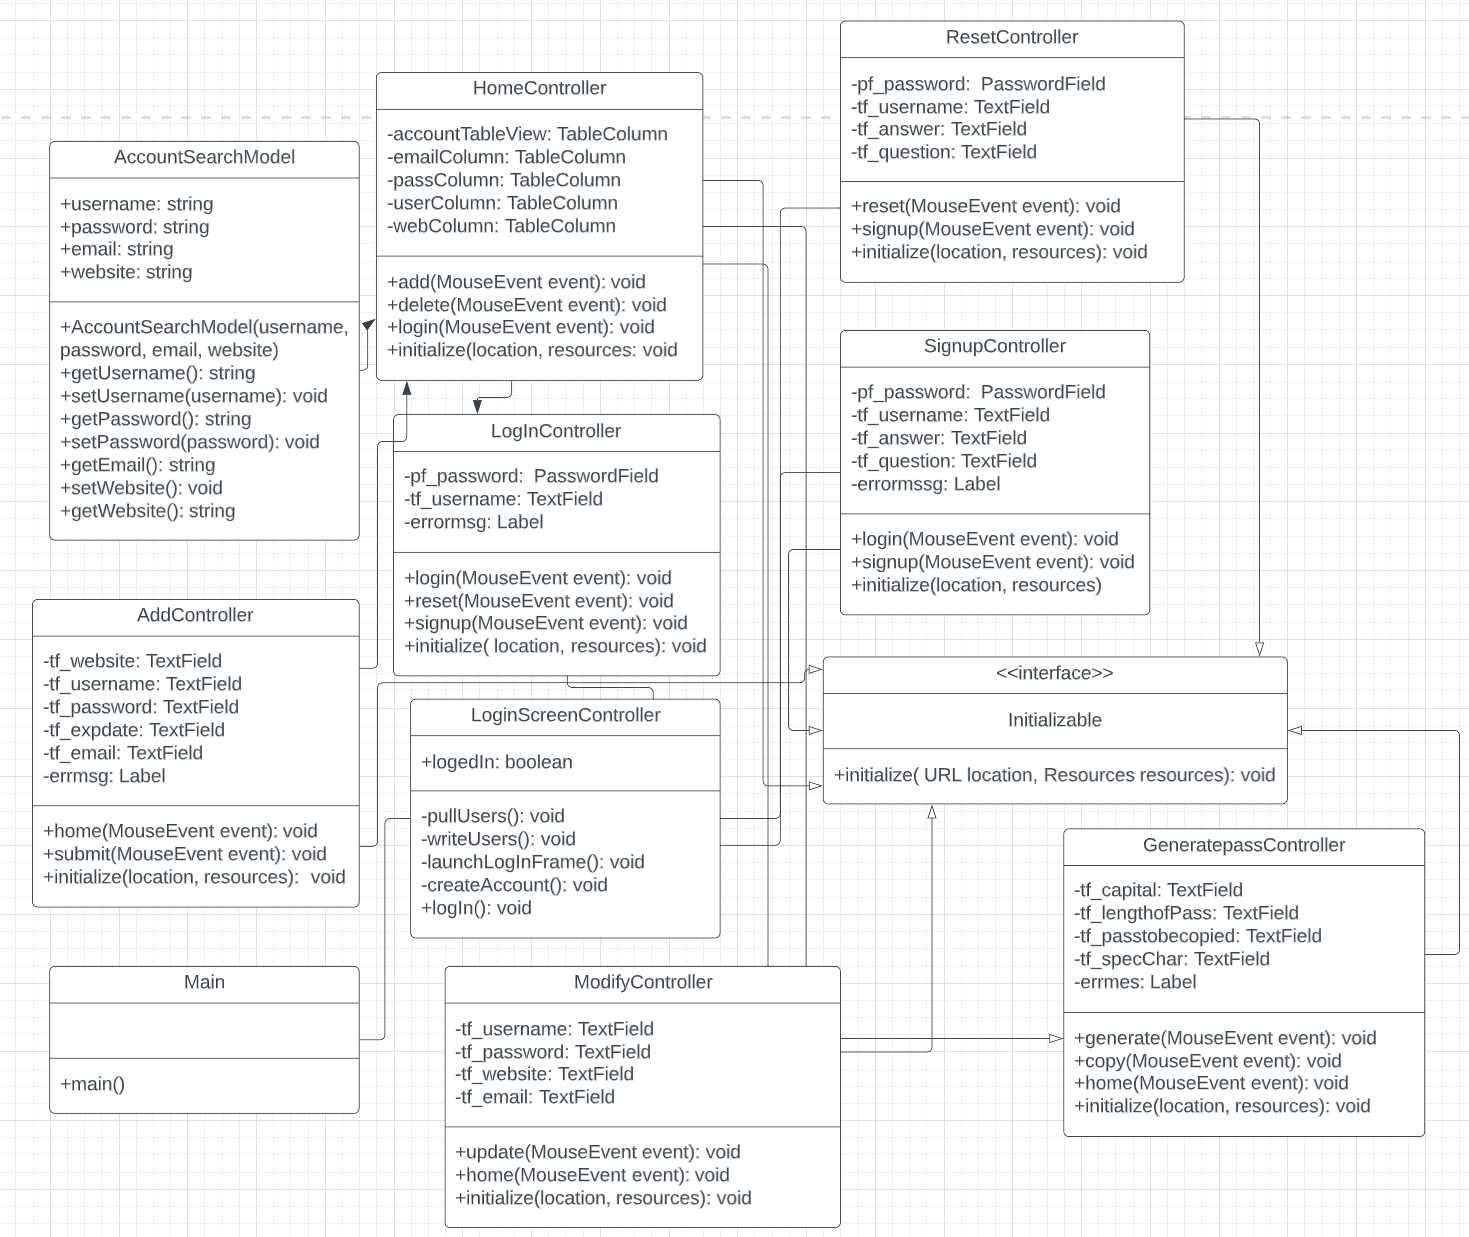 ResetController
-pf_password:  PasswordField
-tf_username: TextField
-tf_answer: TextField
-tf_question: TextField
+reset(MouseEvent event): void
+signup(MouseEvent event): void
+initialize(location, resources): void
HomeController
-accountTableView: TableColumn
-emailColumn: TableColumn
-passColumn: TableColumn
-userColumn: TableColumn
-webColumn: TableColumn
+add(MouseEvent event): void
+delete(MouseEvent event): void
+login(MouseEvent event): void
+initialize(location, resources: void
AccountSearchModel
+username: string
+password: string
+email: string
+website: string
+AccountSearchModel(username,
password, email, website)
+getUsername(): string
+setUsername(username): void
+getPassword(): string
+setPassword(password): void
+getEmail(): string
+setWebsite(): void
+getWebsite(): string
SignupController
-pf_password:  PasswordField
-tf_username: TextField
-tf_answer: TextField
-tf_question: TextField
-errormssg: Label
+login(MouseEvent event): void
+signup(MouseEvent event): void
+initialize(location, resources)
LogInController
-pf_password:  PasswordField
-tf_username: TextField
-errormsg: Label
+login(MouseEvent event): void
+reset(MouseEvent event): void
+signup(MouseEvent event): void
+initialize( location, resources): void
AddController
-tf_website: TextField
-tf_username: TextField
-tf_password: TextField
-tf_expdate: TextField
-tf_email: TextField
-errmsg: Label
+home(MouseEvent event): void
+submit(MouseEvent event): void
+initialize(location, resources):  void
<<interface>>
Initializable
+initialize( URL location, Resources resources): void
LoginScreenController
+logedIn: boolean
-pullUsers(): void
-writeUsers(): void
-launchLogInFrame(): void
-createAccount(): void
+logIn(): void
GeneratepassController
-tf_capital: TextField
-tf_lengthofPass: TextField
-tf_passtobecopied: TextField
-tf_specChar: TextField
-errmes: Label
+generate(MouseEvent event): void
+copy(MouseEvent event): void
+home(MouseEvent event): void
+initialize(location, resources): void
Main
+main()
ModifyController
-tf_username: TextField
-tf_password: TextField
-tf_website: TextField
-tf_email: TextField
+update(MouseEvent event): void
+home(MouseEvent event): void
+initialize(location, resources): void